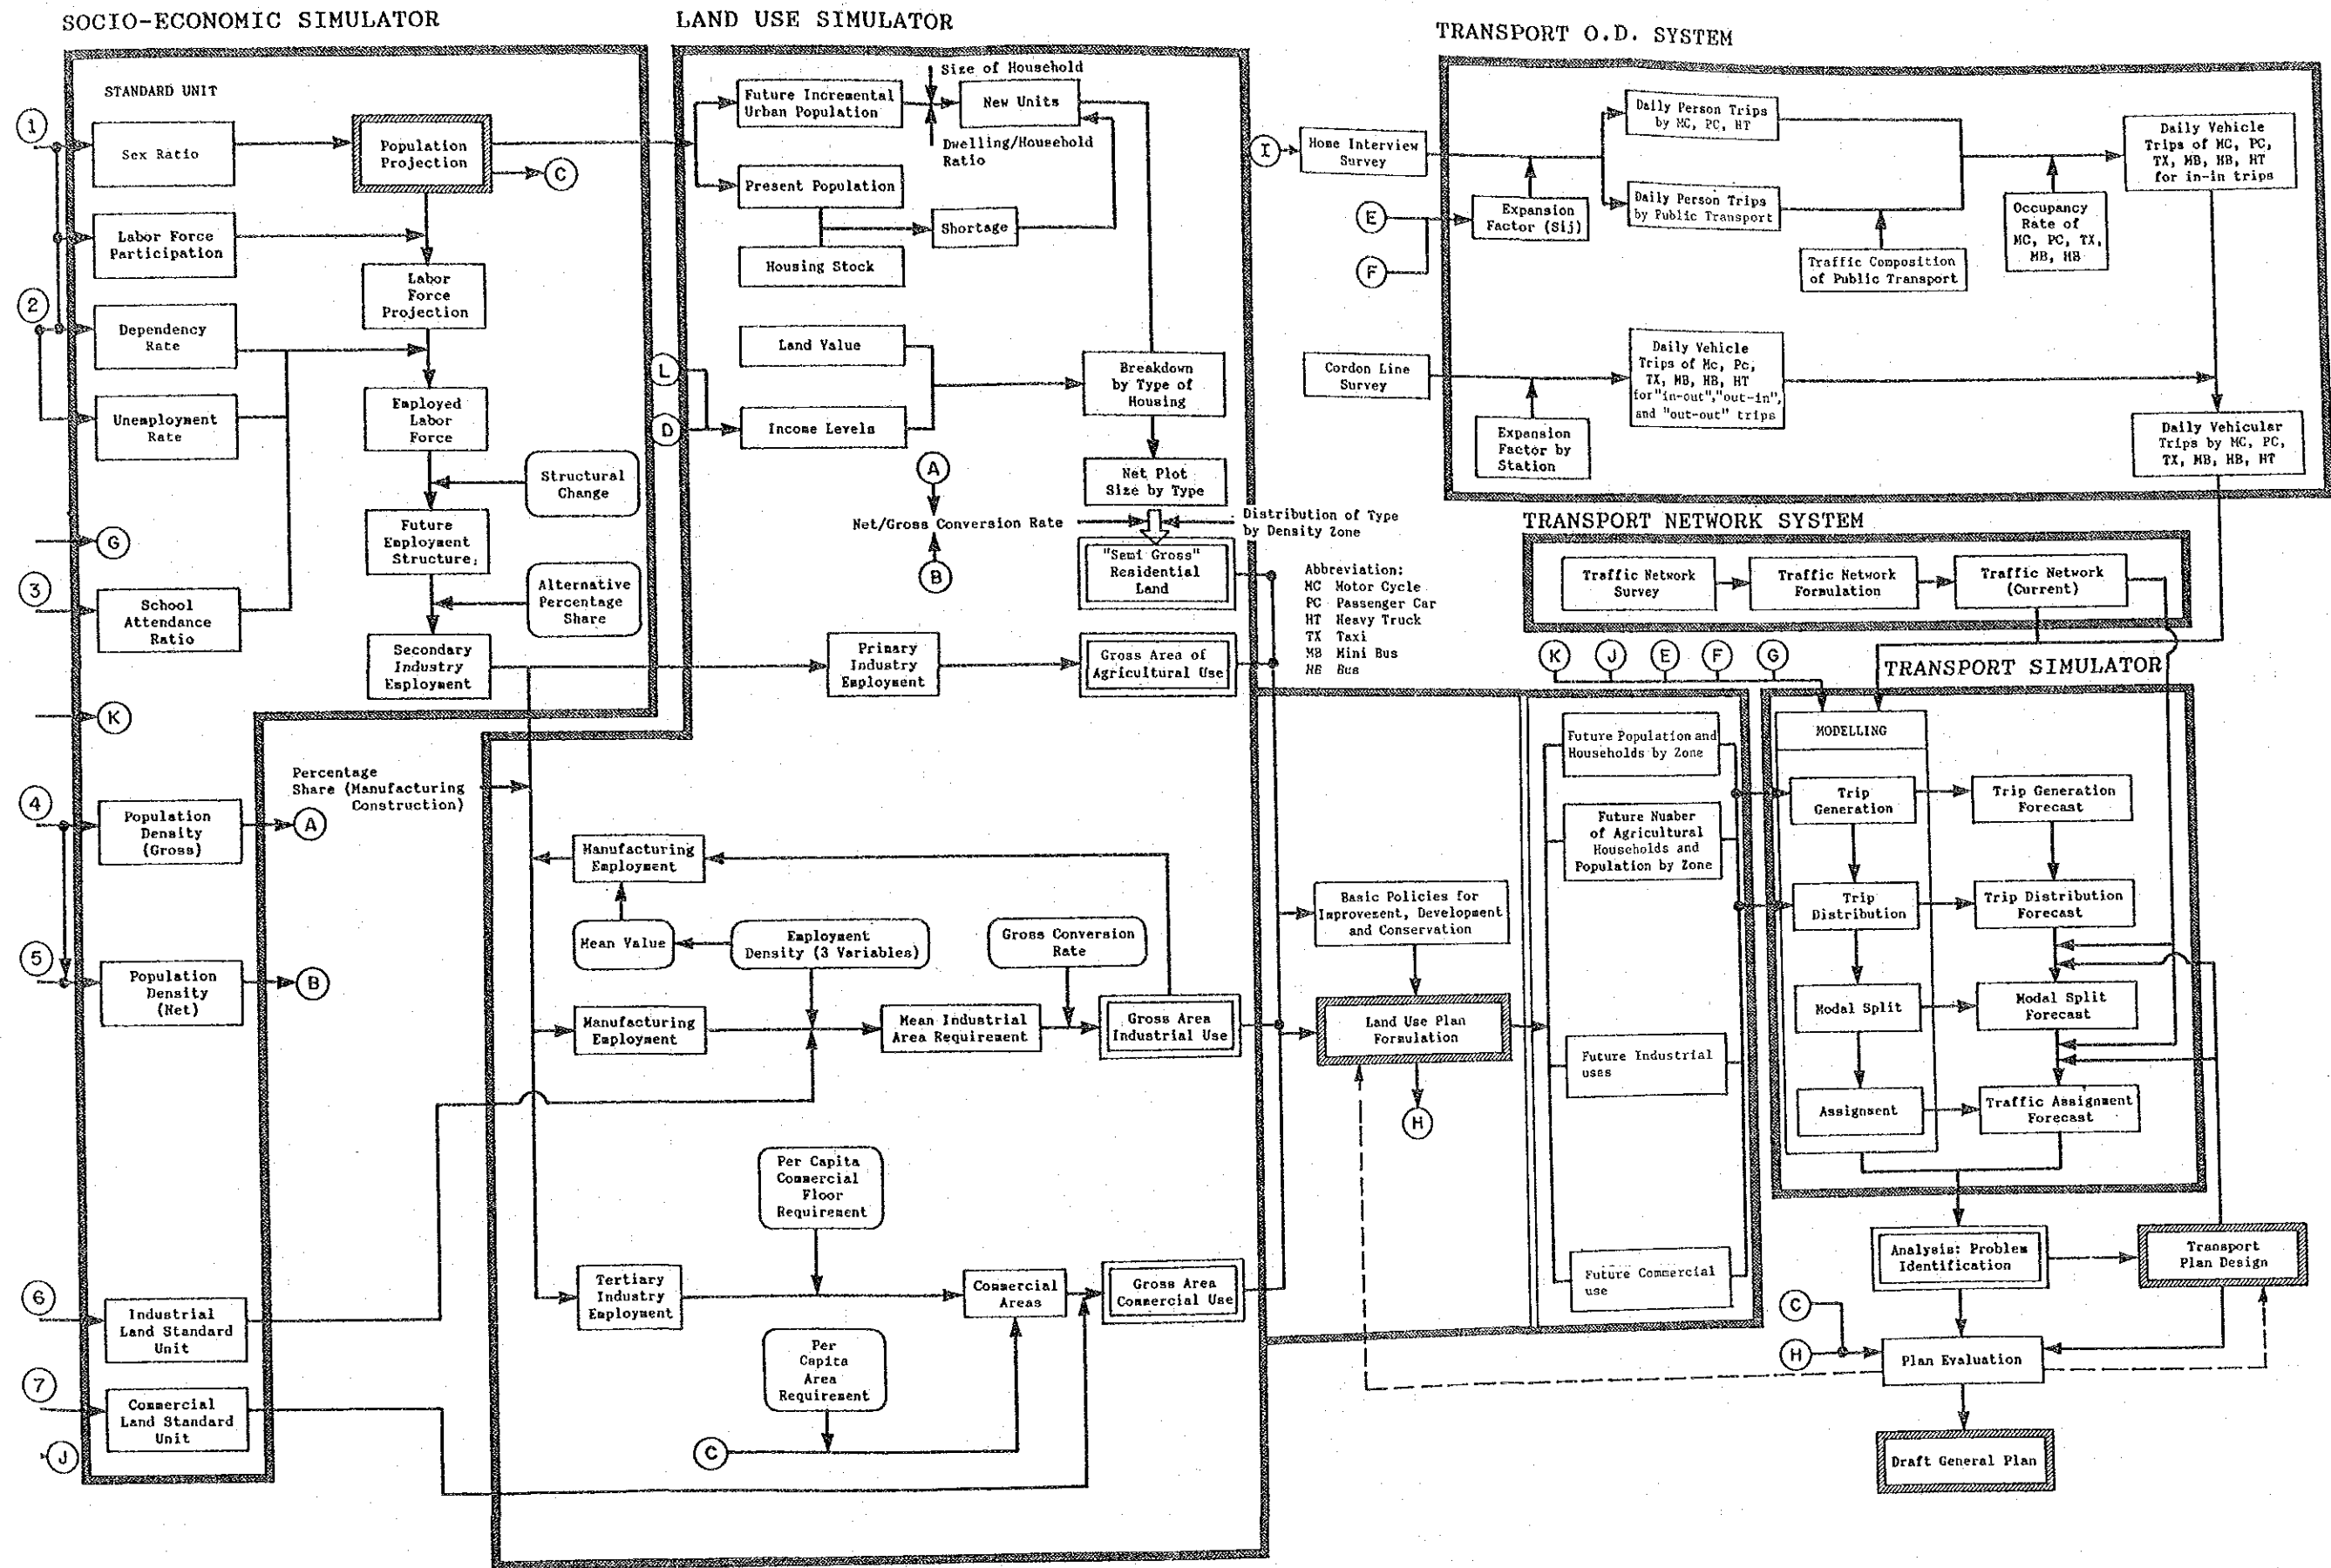 SOCIO-ECONOMIC SIMULATOR
STANDARD UNIT
1
Sex Ratio
Population
Projection
C
Labor Force
Participation
Labor
Force
Projection
2
Dependency
Rate
Employed
Labor
Force
Unemployment
Rate
Structural
Change
G
Future
Employment
Structure
Alternative
Percentage
Share
3
School
Attendance
Ratio
Secondary
Industry
Employment
K
4
Population
Density
(Gross)
A
5
Population
Density
(Net)
B
6
Industrial
Land Standard
Unit
7
Commercial
Land Standard
Unit
J
Percentage
Share (Manufacturing
Construction)
LAND USE SIMULATOR
Future Incremental
Urban Population
Size of Household
New Units
Dwelling/Household
Ratio
Present Population
Shortage
Housing Stock
Land Value
L
D
Income Levels
Breakdown
by Type of
Housing
Net Plot
Size by Type
A
Net/Gross Conversion Rate
B
Distribution of Type
by Density Zone
"Semi Gross"
Residential
Land
Primary
Industry
Employment
Gross Area of
Agricultural Use
Manufacturing
Employment
Mean Value
Employment
Density (3 Variables)
Gross Conversion
Rate
Manufacturing
Employment
Mean Industrial
Area Requirement
Gross Area
Industrial Use
Per Capita
Commercial
Floor
Requirement
Tertiary
Industry
Employment
Commercial
Areas
Gross Area
Commercial Use
Per
Capita
Area
Requirement
C
Basic Policies for
Improvement, Development
and Conservation
Land Use Plan
Formulation
H
Future Population and
Households by Zone
Future Number
of Agricultural
Households and
Population by Zone
Future Industrial
uses
Future Commercial
use
TRANSPORT O.D. SYSTEM
I
Home Interview
Survey
E
F
Expansion
Factor (Sij)
Daily Person Trips
by MC, PC, HT
Daily Person Trips
by Public Transport
Traffic Composition
of Public Transport
Occupancy
Rate of
MC, PC, TX,
MB, HB
Daily Vehicle
Trips of MC, PC,
TX, MB, HB, HT
for in-in trips
Cordon Line
Survey
Expansion
Factor by
Station
Daily Vehicle
Trips of Mc, Pc,
TX, MB, HB, HT
for"in-out","out-in",
and "out-out" trips
Daily Vehicular
Trips by MC, PC,
TX, MB, HB, HT
Abbreviation:
MC Motor Cycle
PC Passenger Car
HT Heavy Truck
TX Taxi
MB Mini Bus
HB Bus
TRANSPORT NETWORK SYSTEM
Traffic Network
Survey
Traffic Network
Formulation
Traffic Network
(Current)
K
J
E
F
G
TRANSPORT SIMULATOR
MODELLING
Trip
Generation
Trip Generation
Forecast
Trip
Distribution
Trip Distribution
Forecast
Modal Split
Modal Split
Forecast
Assignment
Traffic Assignment
Forecast
Analysis: Problem
Identification
Transport
Plan Design
C
H
Plan Evaluation
Draft General Plan